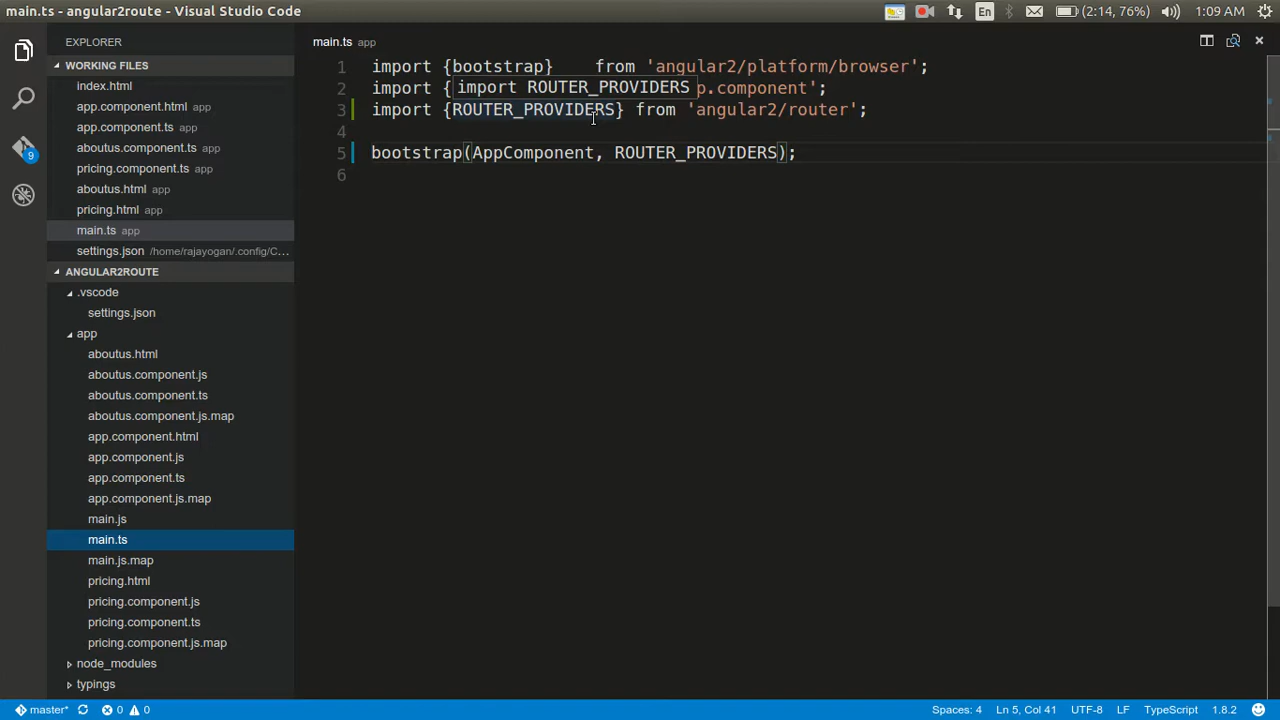 main.ts - angular2route - Visual Studio Code
En
(2:14, 76%)
1:09 AM
EXPLORER
WORKING FILES
index.html
app.component.html app
app.component.ts app
aboutus.component.ts app
pricing.component.ts app
aboutus.html app
pricing.html app
main.ts app
settings.json /home/rajayogan/.config/C...
ANGULAR2ROUTE
.vscode
settings.json
app
aboutus.html
aboutus.component.js
aboutus.component.ts
aboutus.component.js.map
app.component.html
app.component.js
app.component.ts
app.component.js.map
main.js
main.ts
main.js.map
pricing.html
pricing.component.js
pricing.component.ts
pricing.component.js.map
node_modules
typings
9
main.ts app
1 import {bootstrap}    from 'angular2/platform/browser';
2 import { p.component';
import ROUTER_PROVIDERS
3 import {ROUTER_PROVIDERS} from 'angular2/router';
4
5 bootstrap(AppComponent, ROUTER_PROVIDERS);
6
master* 0 0
Spaces: 4 Ln 5, Col 41 UTF-8 LF TypeScript 1.8.2